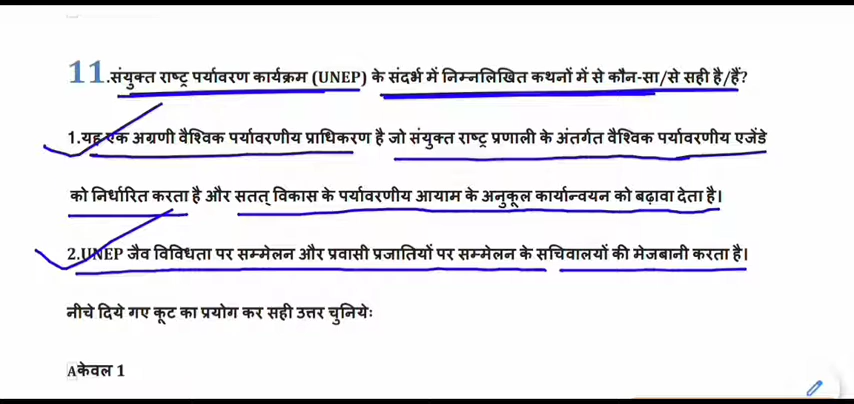 11.संयुक्त राष्ट्र पर्यावरण कार्यक्रम (UNEP) के संदर्भ में निम्नलिखित कथनों में से कौन-सा/से सही है/हैं?
1.यह एक अग्रणी वैश्विक पर्यावरणीय प्राधिकरण है जो संयुक्त राष्ट्र प्रणाली के अंतर्गत वैश्विक पर्यावरणीय एजेंडे
को निर्धारित करता है और सतत् विकास के पर्यावरणीय आयाम के अनुकूल कार्यान्वयन को बढ़ावा देता है।
2.UNEP जैव विविधता पर सम्मेलन और प्रवासी प्रजातियों पर सम्मेलन के सचिवालयों की मेजबानी करता है।
नीचे दिये गए कूट का प्रयोग कर सही उत्तर चुनिये:
Aकेवल 1